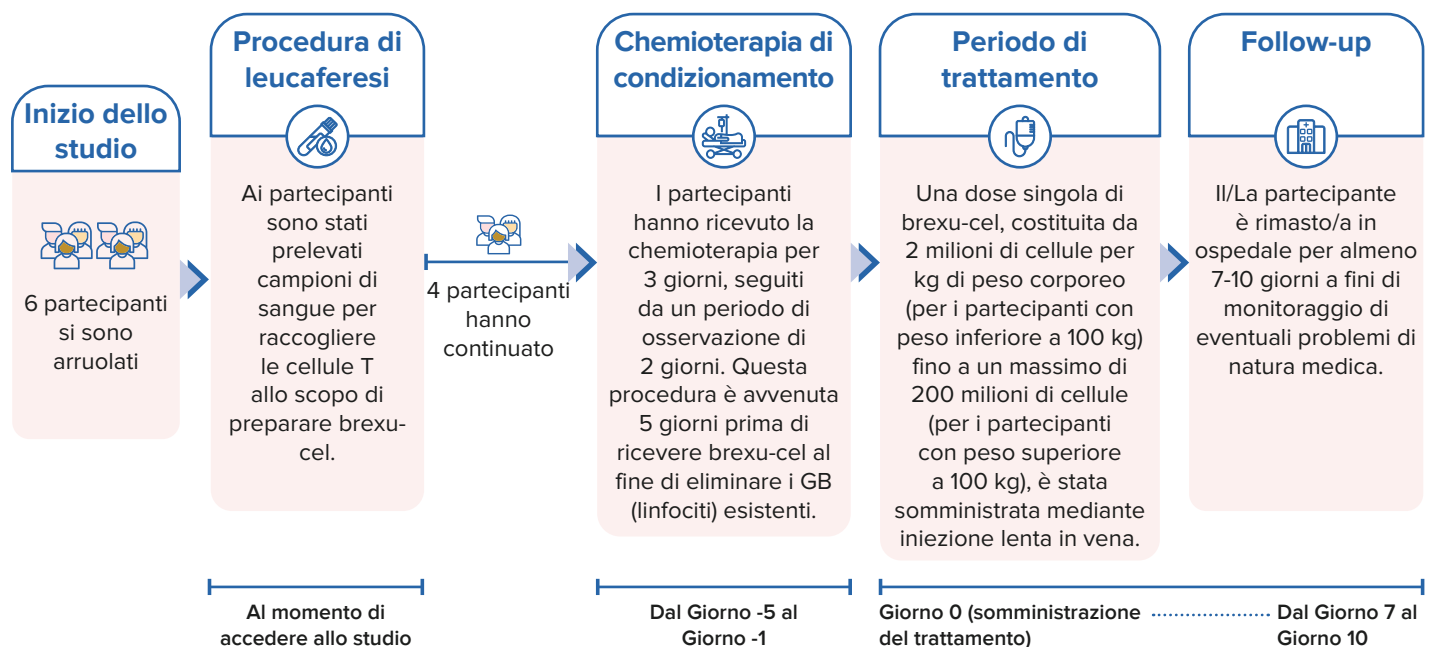 Inizio dello
studio
6 partecipanti
si sono
arruolati
Procedura di
leucaferesi
Ai partecipanti
sono stati
prelevati
campioni di
sangue per
raccogliere
le cellule T
allo scopo di
preparare brexu-
cel.
4 partecipanti
hanno
continuato
Chemioterapia di
condizionamento
I partecipanti
hanno ricevuto la
chemioterapia per
3 giorni, seguiti
da un periodo di
osservazione di
2 giorni. Questa
procedura è avvenuta
5 giorni prima di
ricevere brexu-cel al
fine di eliminare i GB
(linfociti) esistenti.
Periodo di
trattamento
Una dose singola di
brexu-cel, costituita da
2 milioni di cellule per
kg di peso corporeo
(per i partecipanti con
peso inferiore a 100 kg)
fino a un massimo di
200 milioni di cellule
(per i partecipanti
con peso superiore
a 100 kg), è stata
somministrata mediante
iniezione lenta in vena.
Follow-up
Il/La partecipante
è rimasto/a in
ospedale per almeno
7-10 giorni a fini di
monitoraggio di
eventuali problemi di
natura medica.
Al momento di
accedere allo studio
Dal Giorno -5 al
Giorno -1
Giorno 0 (somministrazione
del trattamento)
Dal Giorno 7 al
Giorno 10